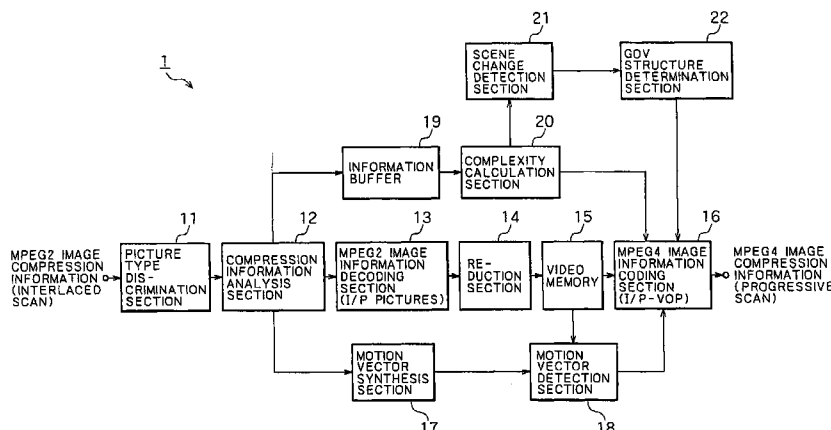 1
21
SCENE
CHANGE
DETECTION
SECTION
22
GOV
STRUCTURE
DETERMINATION
SECTION
19
INFORMATION
BUFFER
20
COMPLEXITY
CALCULATION
SECTION
MPEG2 IMAGE
COMPRESSION
INFORMATION
(INTERLACED
SCAN)
11
PICTURE
TYPE
DIS-
CRIMINATION
SECTION
12
COMPRESSION
INFORMATION
ANALYSIS
SECTION
13
MPEG2 IMAGE
INFORMATION
DECODING
SECTION
(I/P PICTURES)
14
RE-
DUCTION
SECTION
15
VIDEO
MEMORY
16
MPEG4 IMAGE
INFORMATION
CODING
SECTION
(I/P-VOP)
MPEG4 IMAGE
COMPRESSION
INFORMATION
(PROGRESSIVE
SCAN)
MOTION
VECTOR
SYNTHESIS
SECTION
17
MOTION
VECTOR
DETECTION
SECTION
18